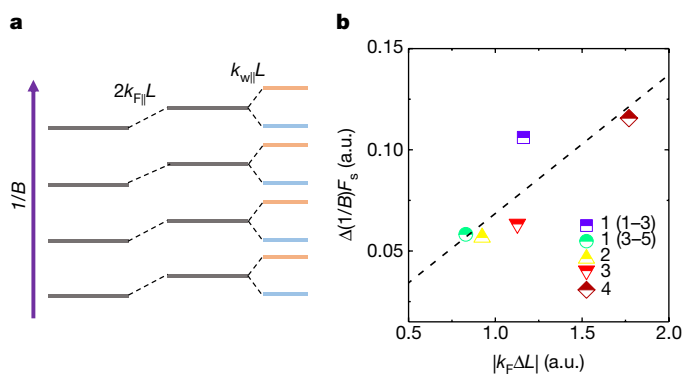 a
2k_F||L
k_w||L
1/B
b
Δ(1/B)F_s (a.u.)
0.15
0.10
0.05
1 (1–3)
1 (3–5)
2
3
4
0.5 1.0 1.5 2.0
|k_FΔL| (a.u.)